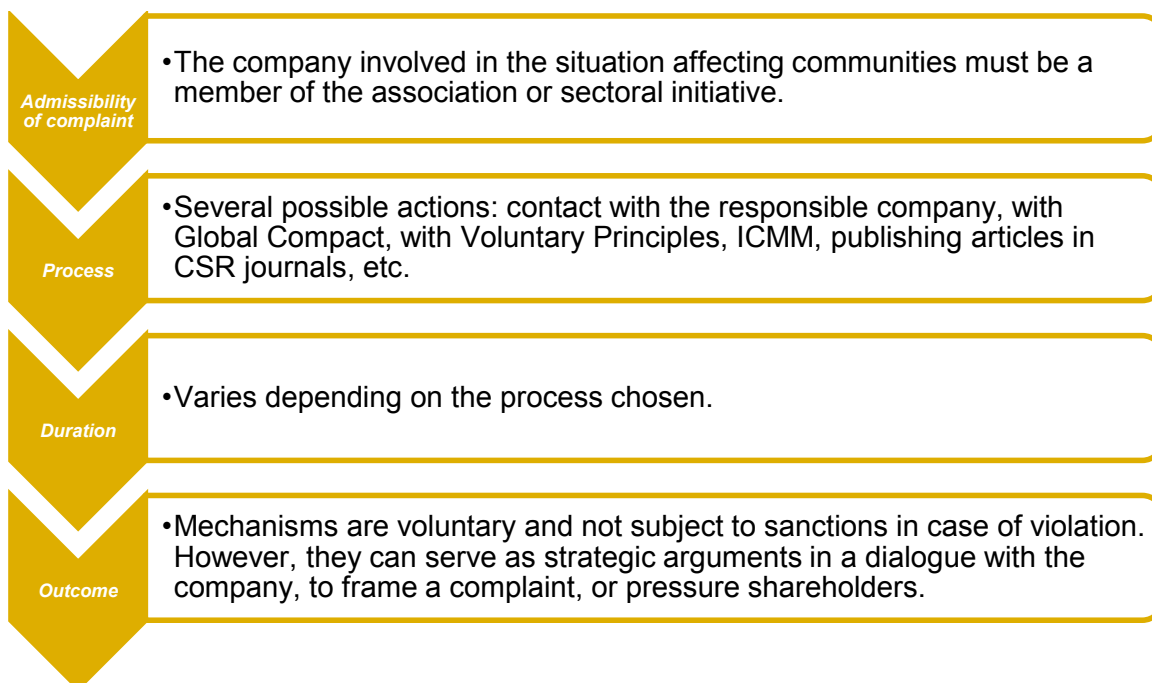 Admissibility
of complaint
•The company involved in the situation affecting communities must be a
member of the association or sectoral initiative.
Process
•Several possible actions: contact with the responsible company, with
Global Compact, with Voluntary Principles, ICMM, publishing articles in
CSR journals, etc.
Duration
•Varies depending on the process chosen.
Outcome
•Mechanisms are voluntary and not subject to sanctions in case of violation.
However, they can serve as strategic arguments in a dialogue with the
company, to frame a complaint, or pressure shareholders.